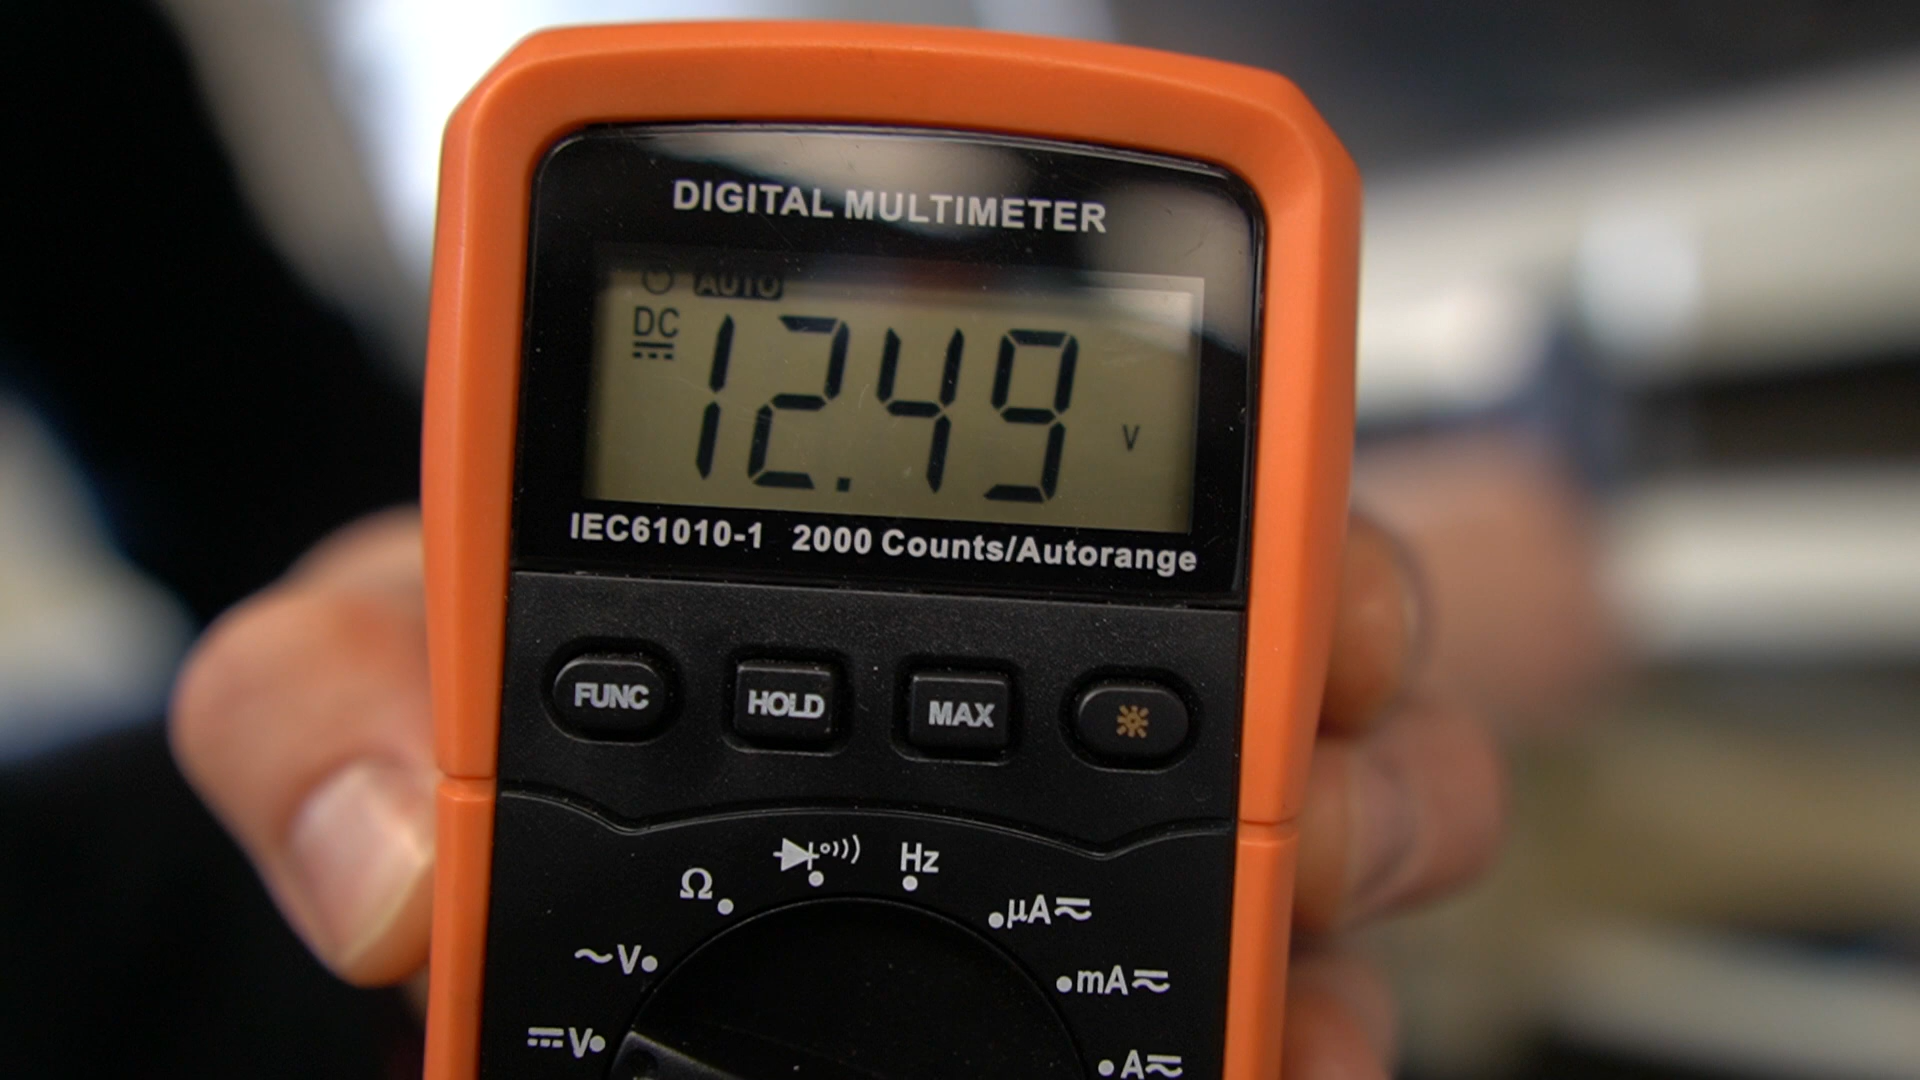 DIGITAL MULTIMETER
AUTO
DC
12.49 V
IEC61010-1 2000 Counts/Autorange
FUNC HOLD MAX
Hz
Ω µA
~V mA
V A